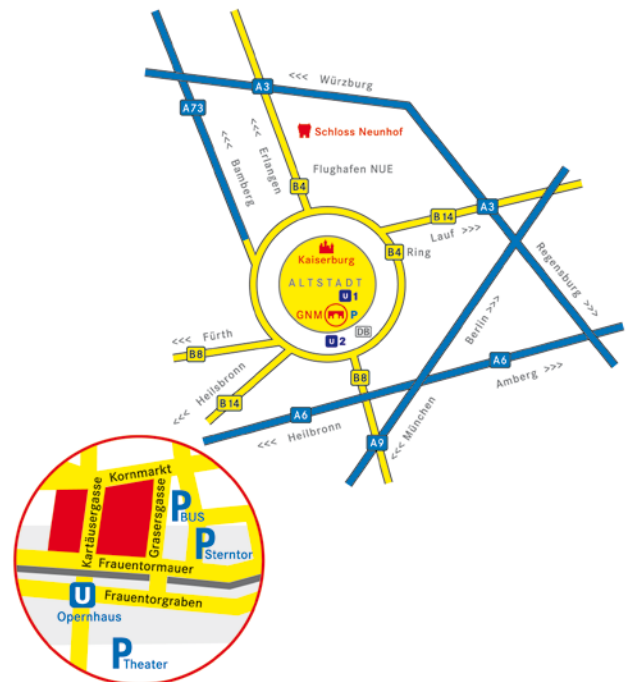 <<< Würzburg
A3
A73
Schloss Neunhof
<<< Erlangen
<<< Bamberg
Flughafen NUE
B4
A3
B14
Lauf >>>
B4
Ring
Kaiserburg
ALTSTADT
U1
GNM
P
DB
U2
Regensburg >>>
Berlin >>>
<<< Fürth
B8
<<< Heilsbronn
B14
B8
A6
Amberg >>>
A6
<<< Heilbronn
A9
<<< München
Kornmarkt
Kartäusergasse
Grasersgasse
P
BUS
P
Sterntor
Frauentormauer
U
Frauentorgraben
Opernhaus
P
Theater